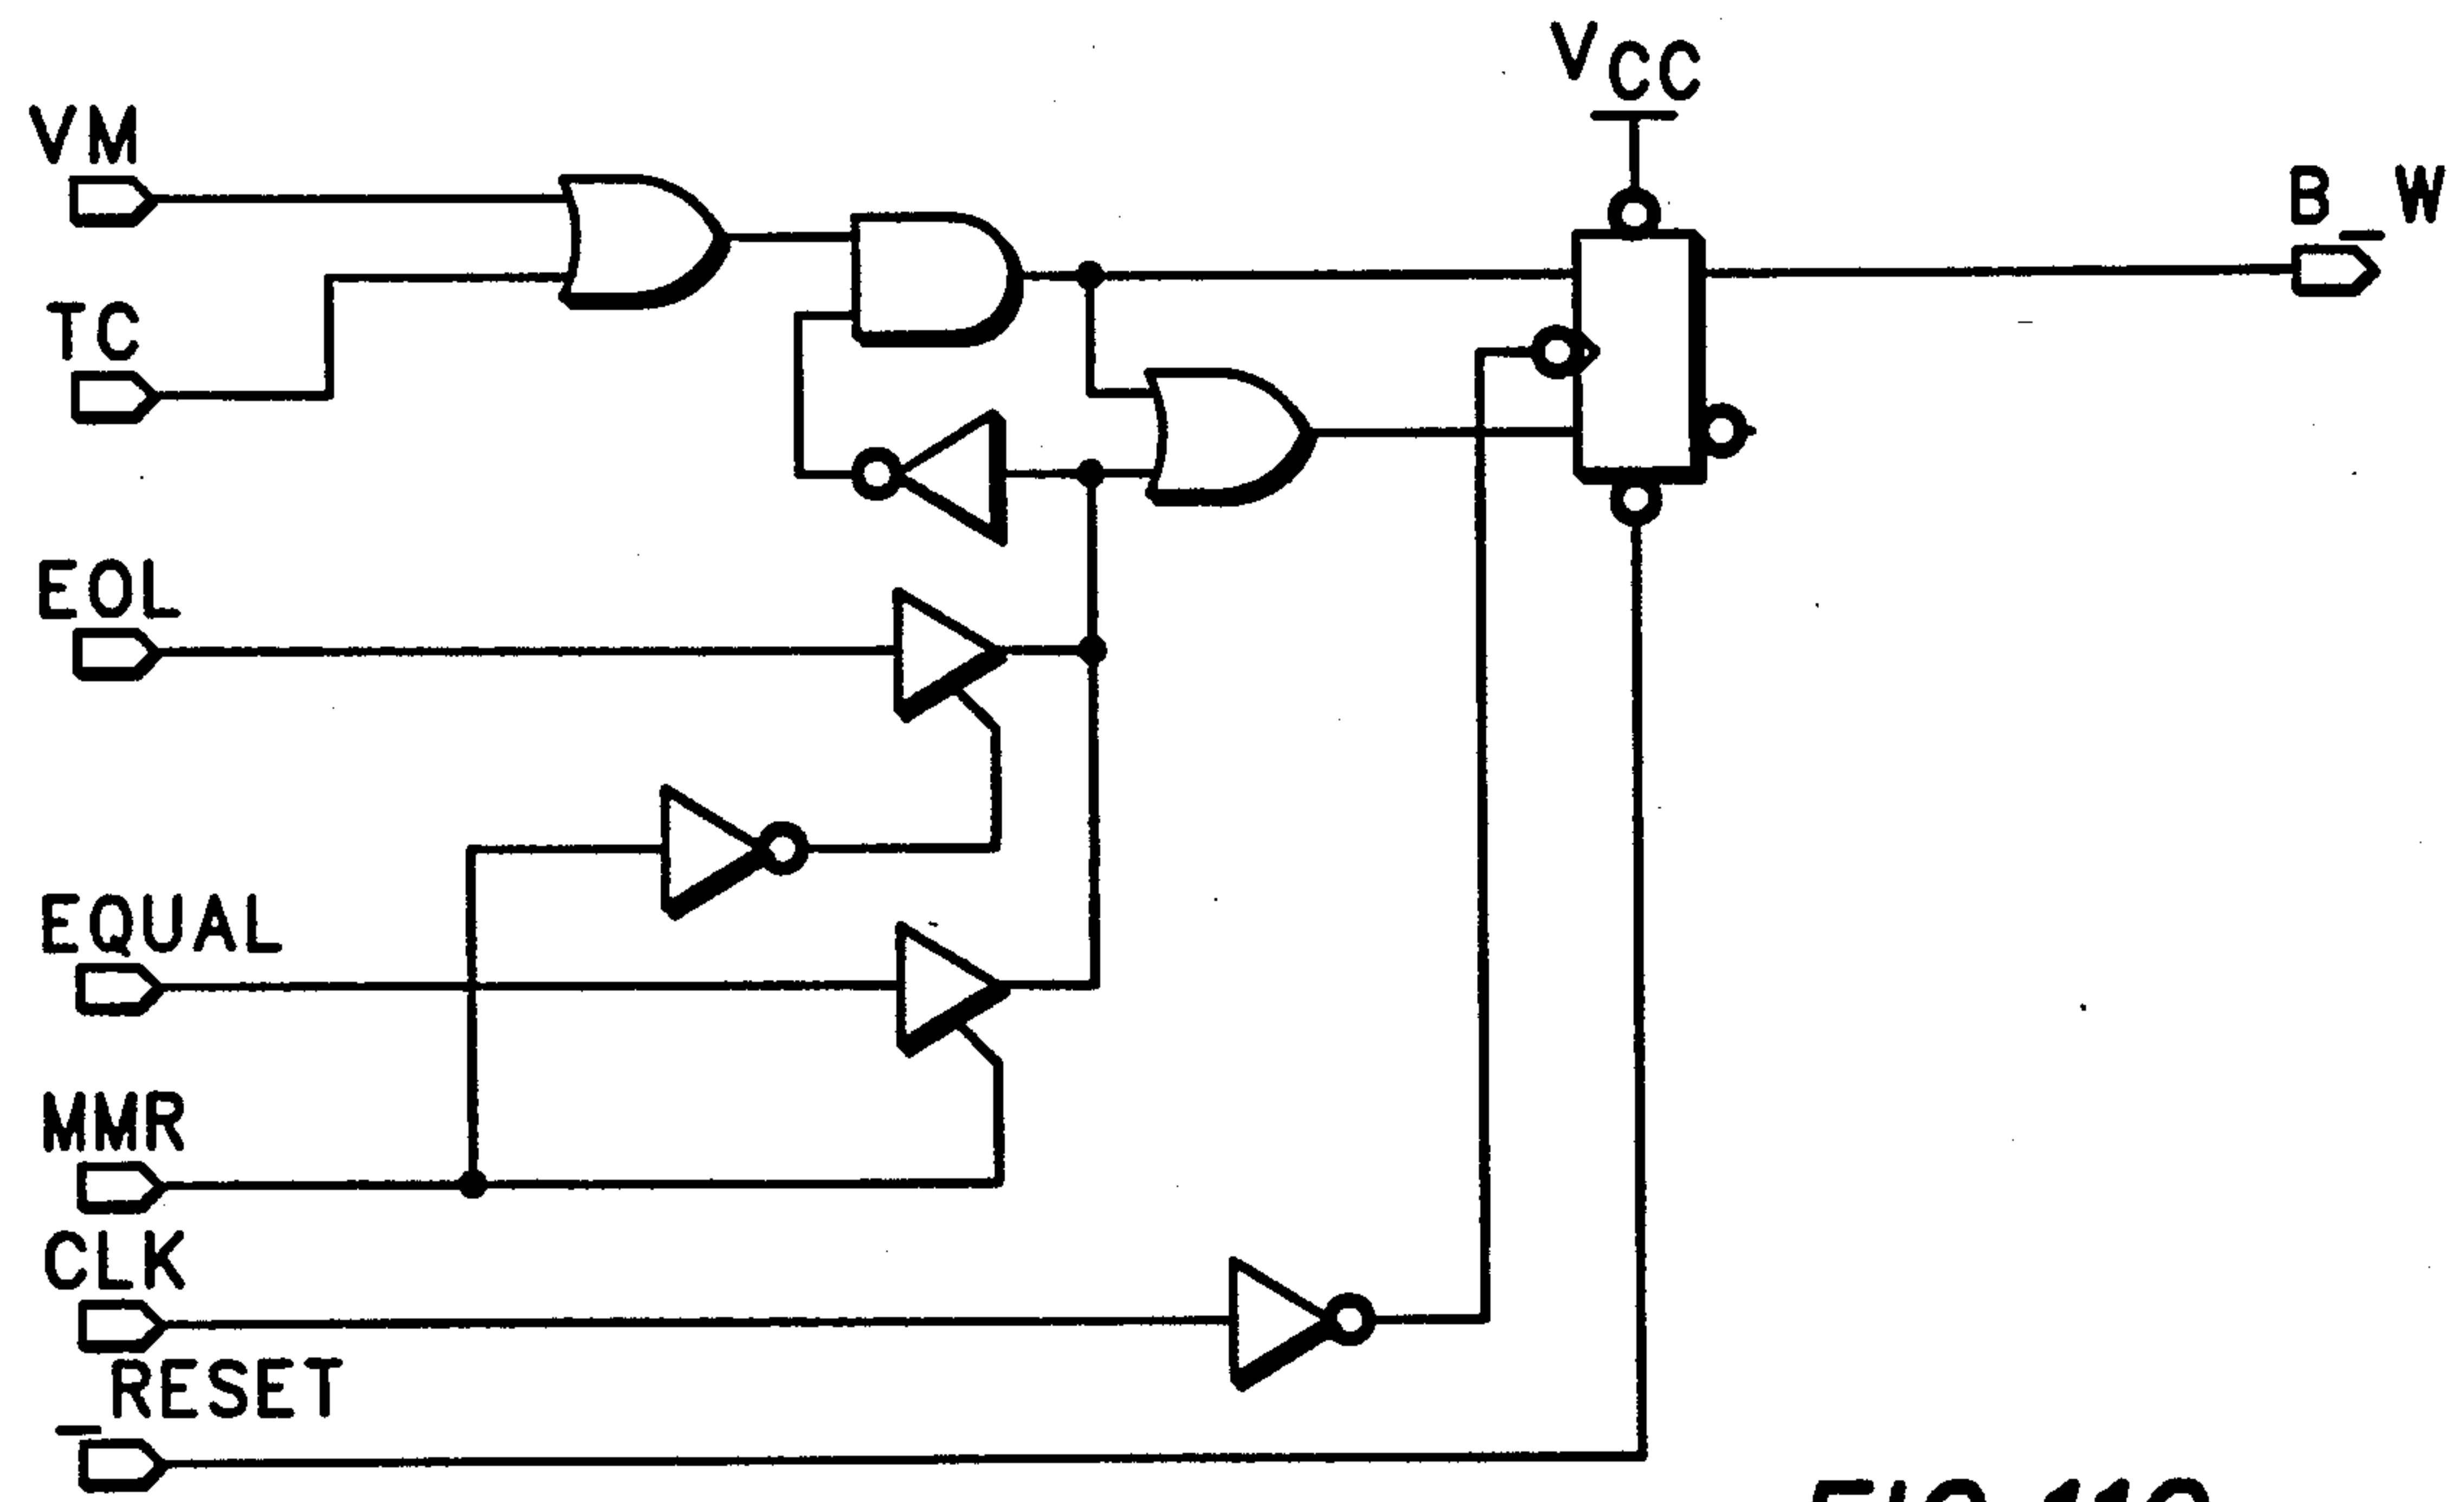 VCC
VM
B_W
TC
EOL
EQUAL
MMR
CLK
_RESET